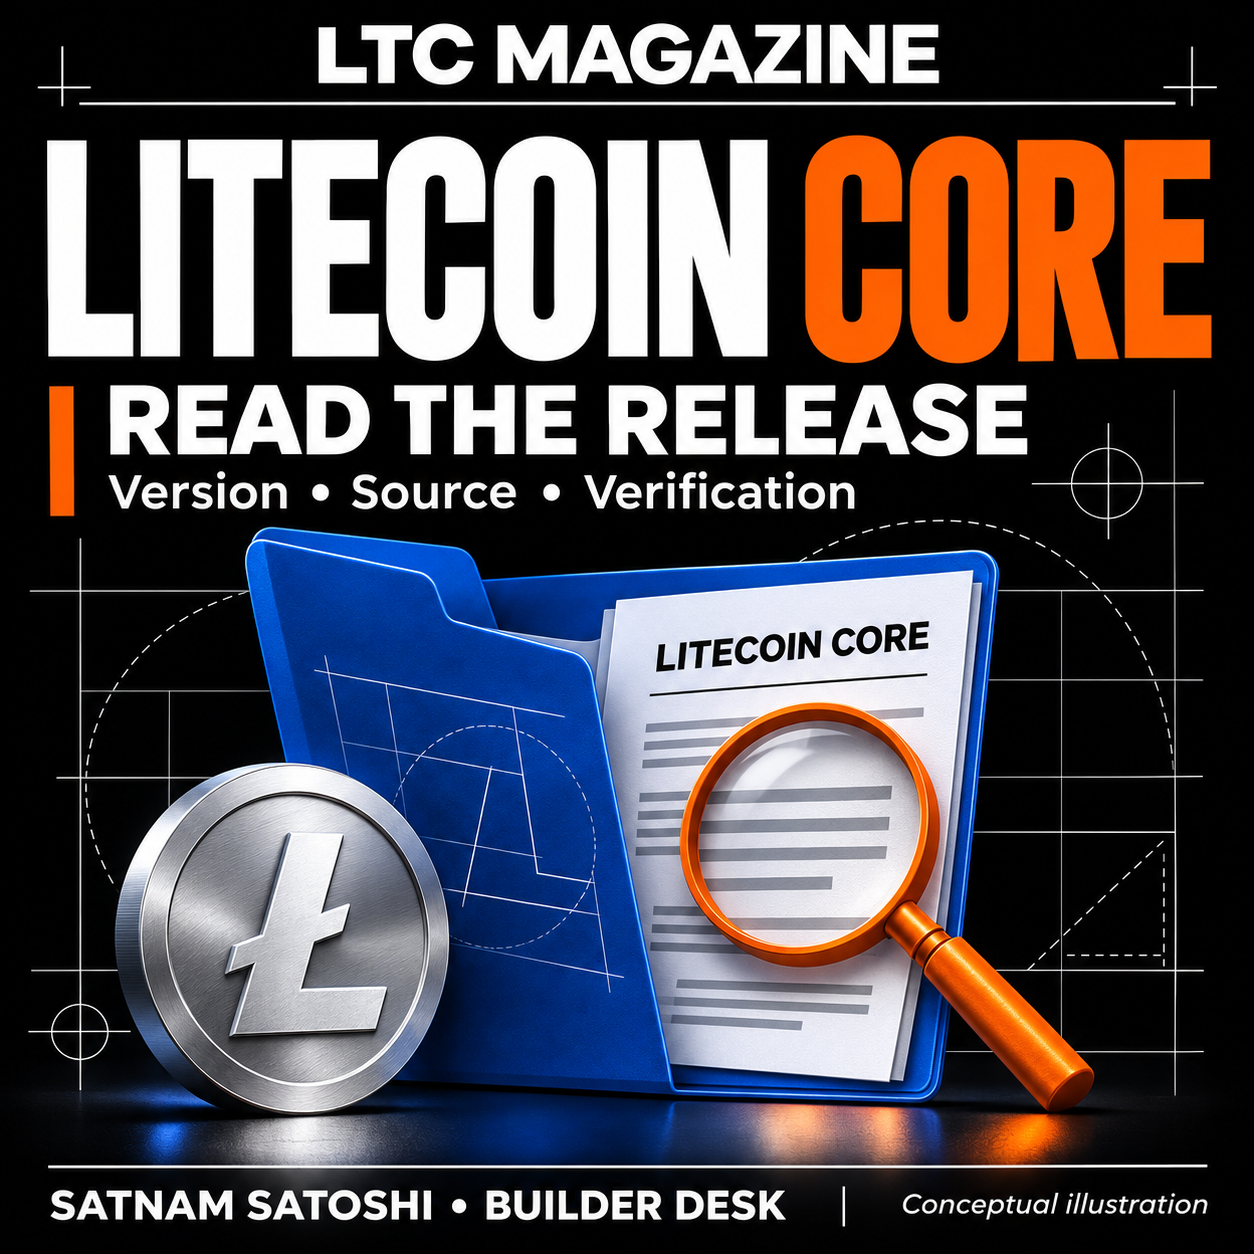 LTC MAGAZINE
LITECOIN CORE
READ THE RELEASE
Version • Source • Verification
LITECOIN CORE
SATNAM SATOSHI • BUILDER DESK | Conceptual illustration